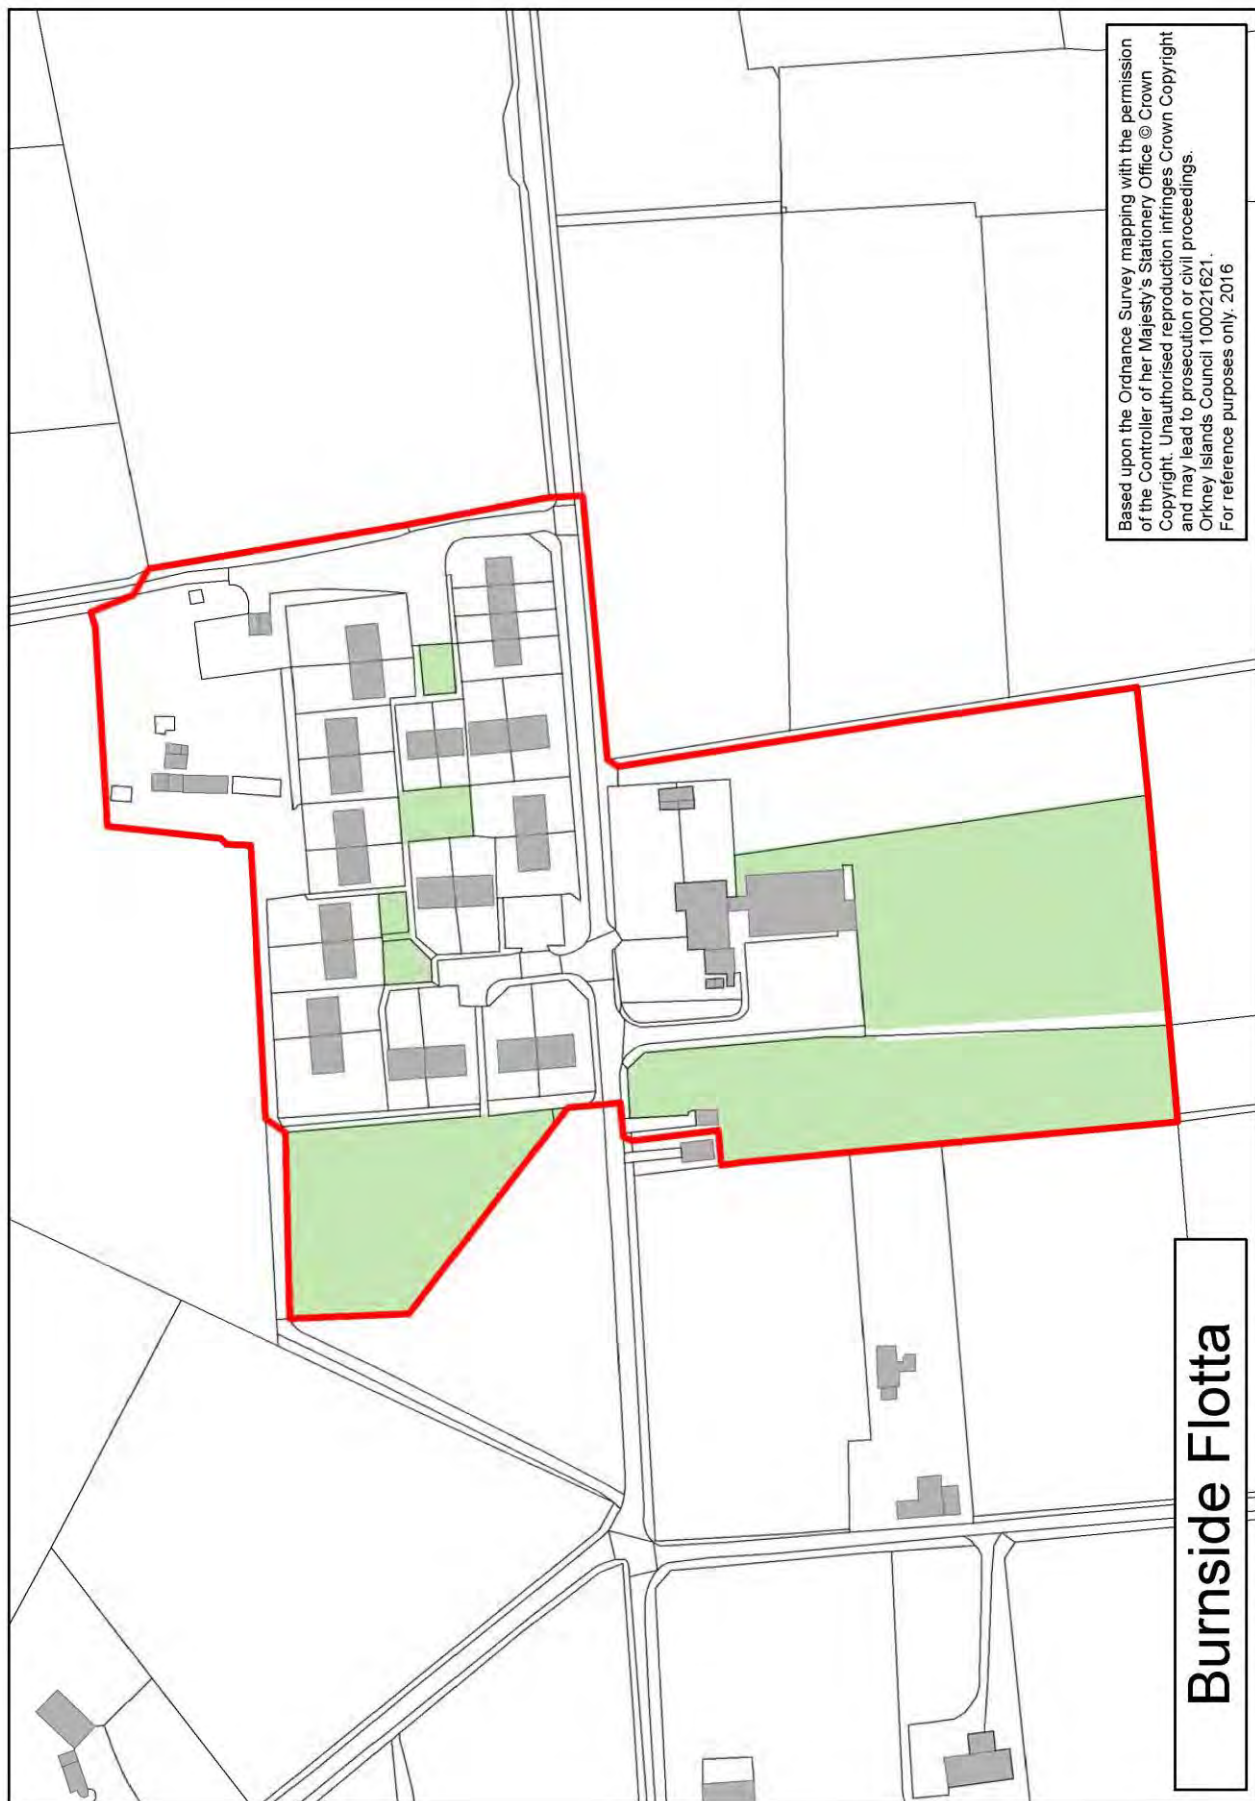 Burnside Flotta
Based upon the Ordnance Survey mapping with the permission
of the Controller of her Majesty's Stationery Office © Crown
Copyright. Unauthorised reproduction infringes Crown Copyright
and may lead to prosecution or civil proceedings.
Orkney Islands Council 100021621.
For reference purposes only. 2016